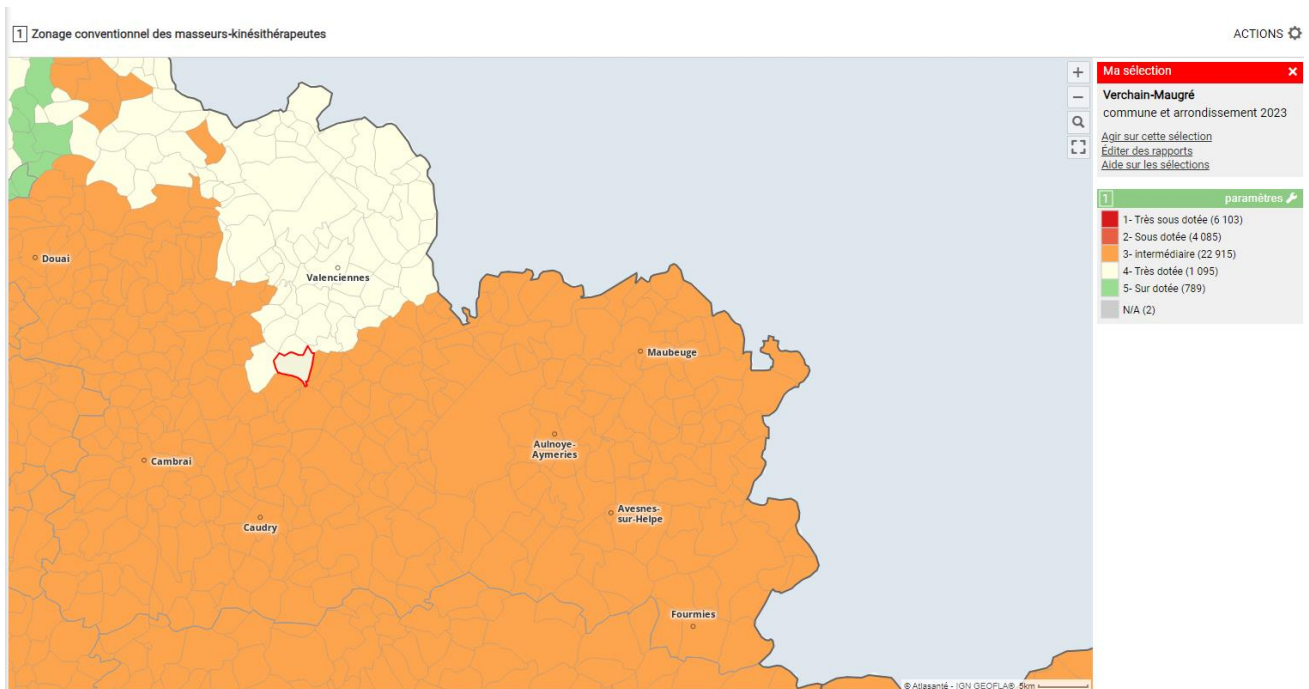 1 Zonage conventionnel des masseurs-kinésithérapeutes
ACTIONS
+
−
Ma sélection ×
Verchain-Maugré
commune et arrondissement 2023
Agir sur cette sélection
Éditer des rapports
Aide sur les sélections
1 paramètres
1- Très sous dotée (6 103)
2- Sous dotée (4 085)
3- intermédiaire (22 915)
4- Très dotée (1 095)
5- Sur dotée (789)
N/A (2)
Douai
Valenciennes
Maubeuge
Aulnoye-
Aymeries
Cambrai
Avesnes-
sur-Helpe
Caudry
Fourmies
© Atlasanté - IGN GEOFLA® 5km